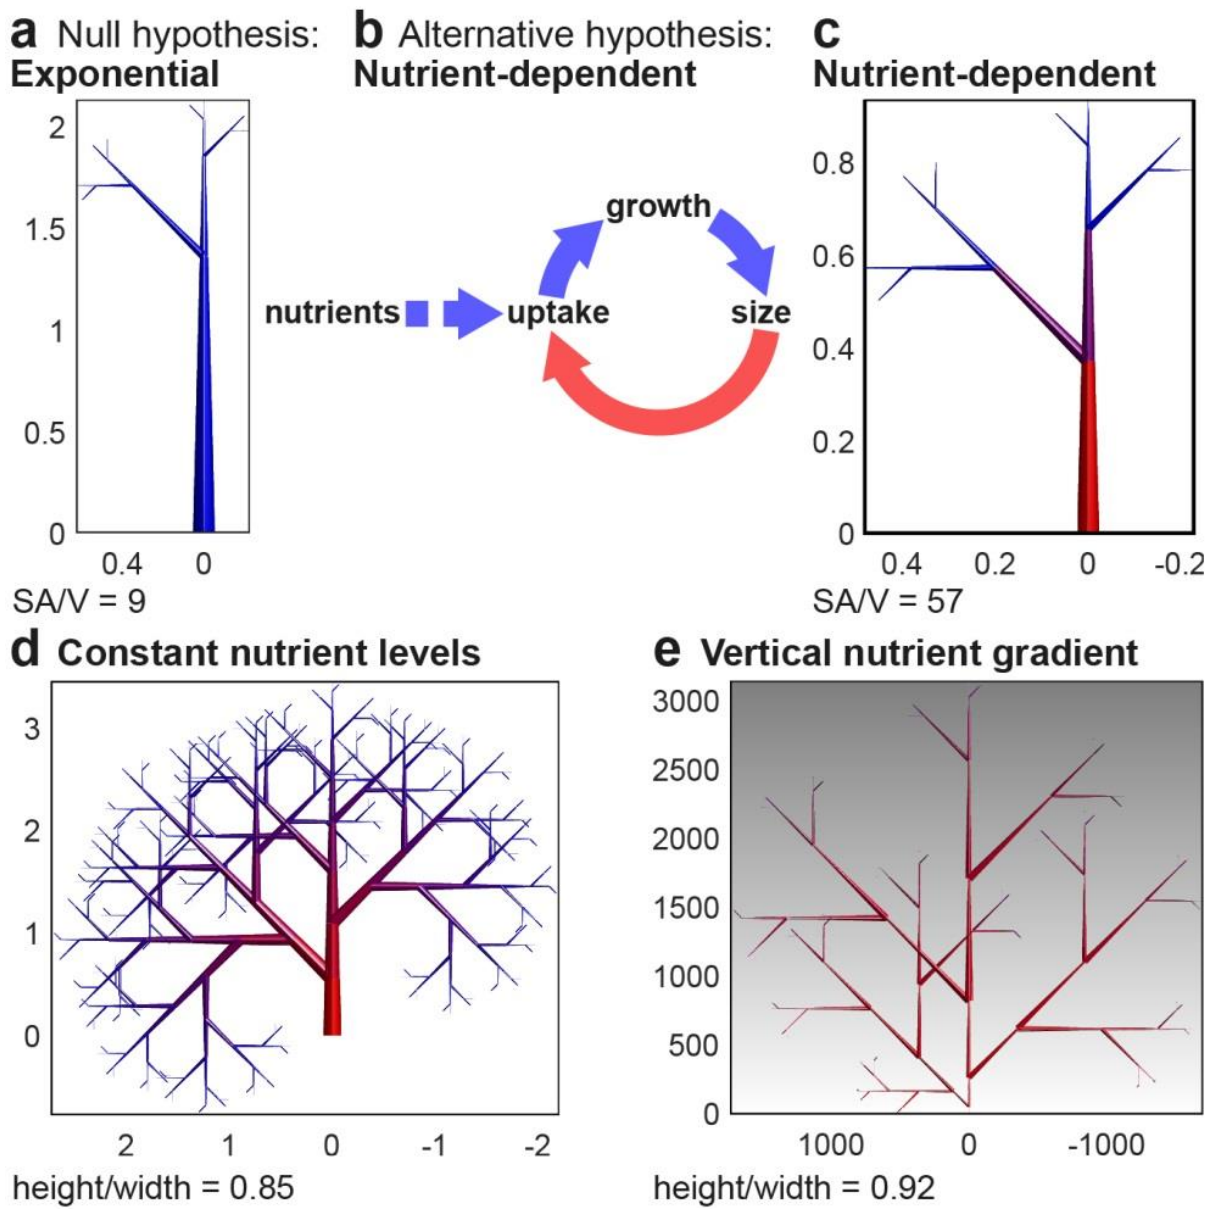 a Null hypothesis:
Exponential
b Alternative hypothesis:
Nutrient-dependent
c
Nutrient-dependent
2
1.5
1
0.5
0
0.4 0
SA/V = 9
growth
nutrients uptake size
0.8
0.6
0.4
0.2
0
0.4 0.2 0 -0.2
SA/V = 57
d Constant nutrient levels
3
2
1
0
2 1 0 -1 -2
height/width = 0.85
e Vertical nutrient gradient
3000
2500
2000
1500
1000
500
0
1000 0 -1000
height/width = 0.92